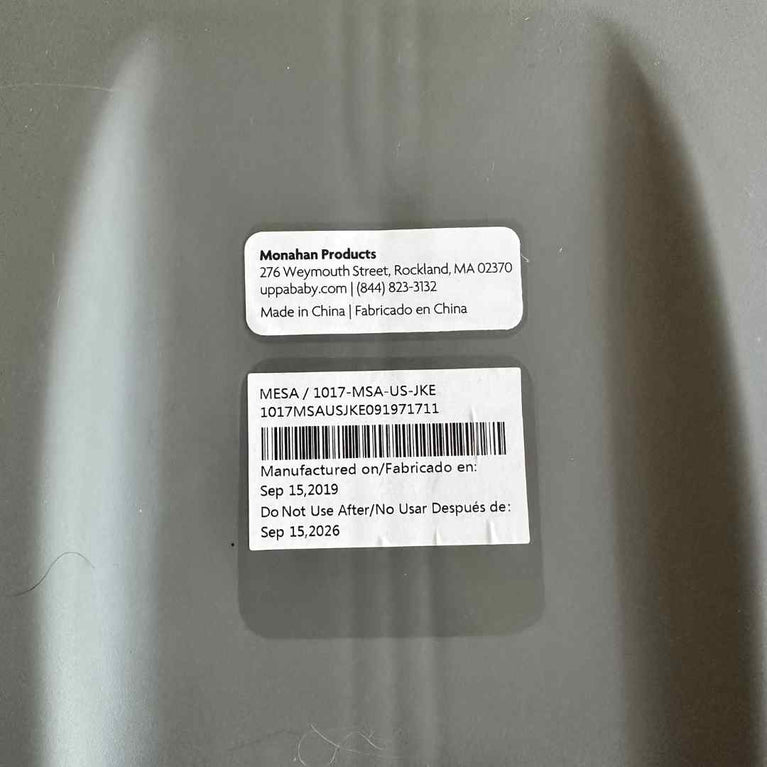 Monahan Products
276 Weymouth Street, Rockland, MA 02370
uppababy.com | (844) 823-3132
Made in China | Fabricado en China
MESA / 1017-MSA-US-JKE
1017MSAUSJKE091971711
Manufactured on/Fabricado en:
Sep 15,2019
Do Not Use After/No Usar Después de:
Sep 15,2026